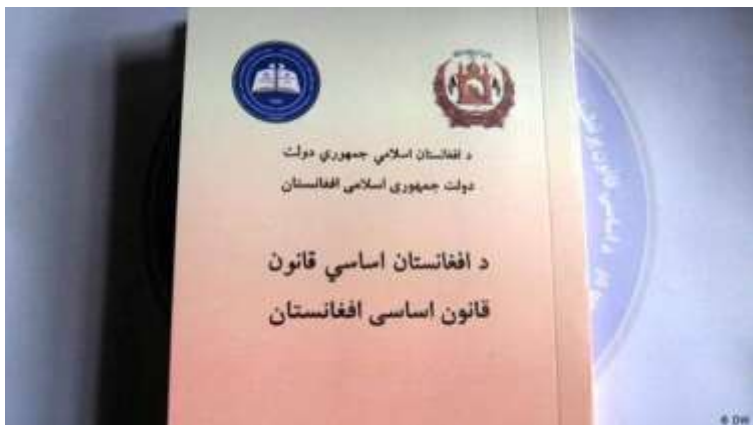 د افغانستان اسلامي جمهوري دولت
دولت جمهوری اسلامی افغانستان
د افغانستان اساسي قانون
قانون اساسی افغانستان
© DW